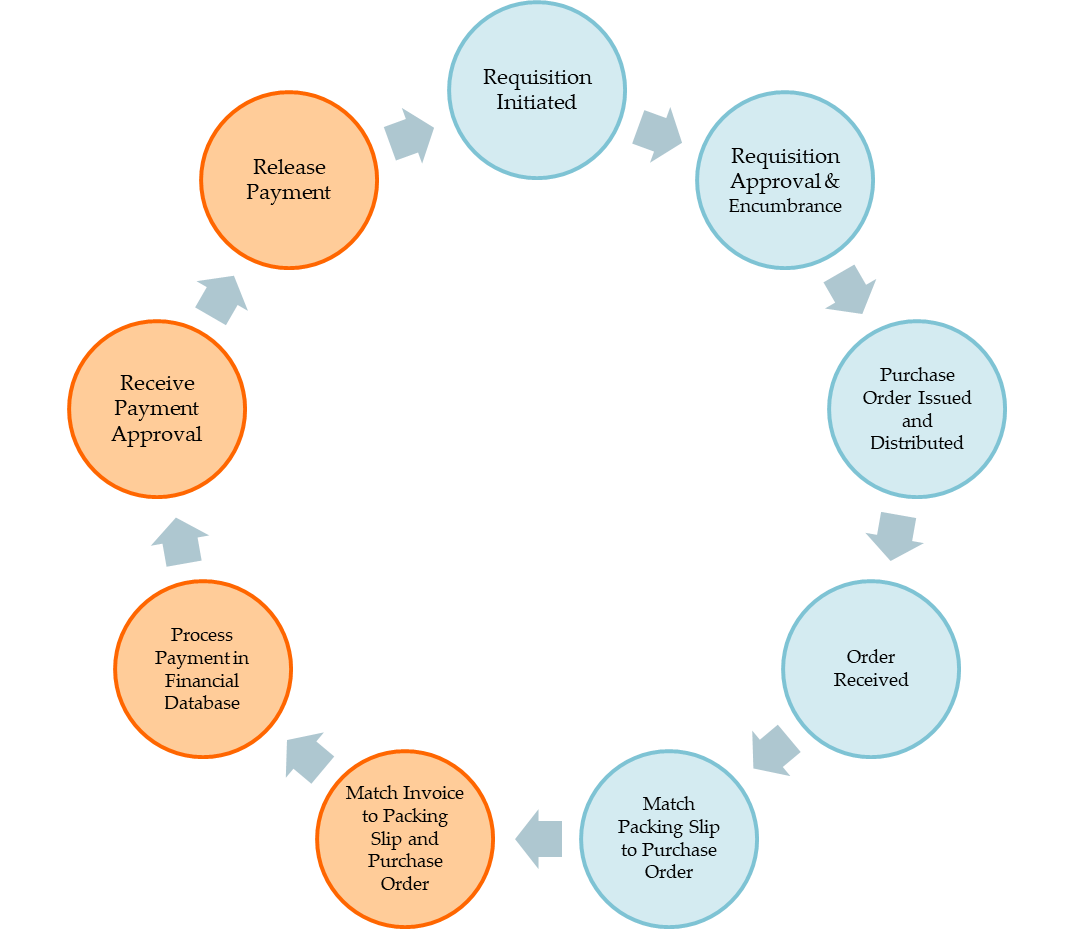 Requisition
Initiated
Requisition
Approval &
Encumbrance
Purchase
Order Issued
and
Distributed
Order
Received
Match
Packing Slip
to Purchase
Order
Match Invoice
to Packing
Slip and
Purchase
Order
Process
Payment in
Financial
Database
Receive
Payment
Approval
Release
Payment